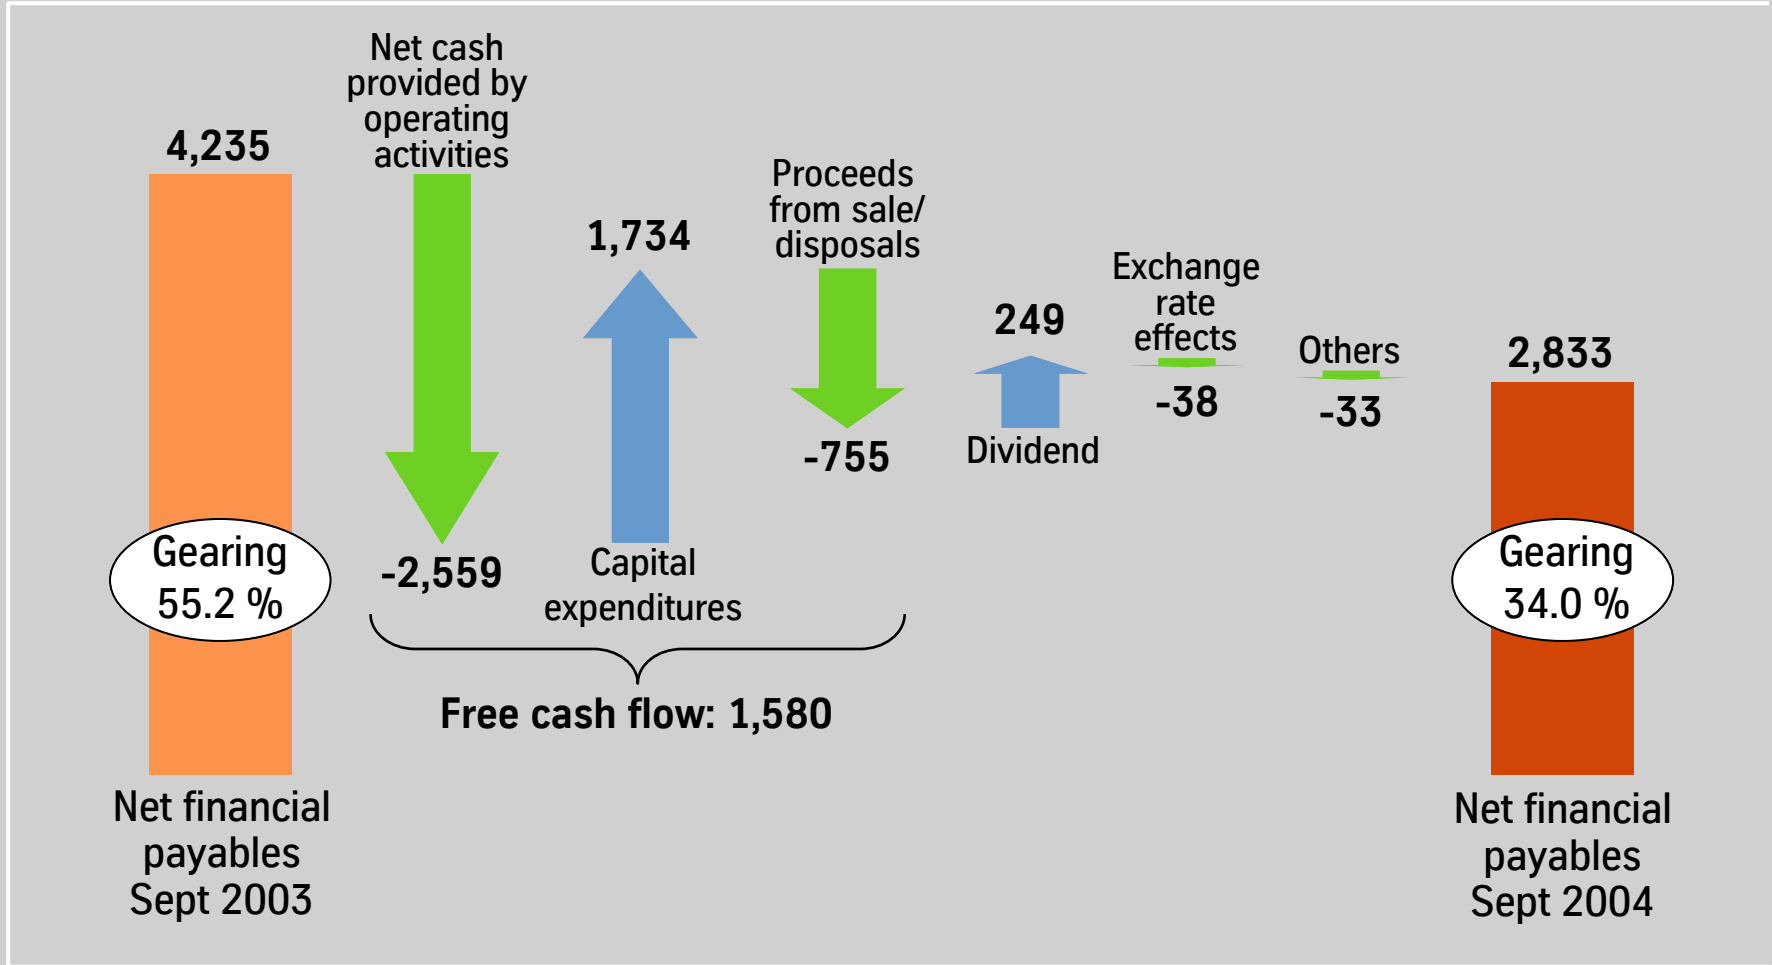 4,235
Gearing
55.2 %
Net financial
payables
Sept 2003
Net cash
provided by
operating
activities
-2,559
1,734
Capital
expenditures
Proceeds
from sale/
disposals
-755
Free cash flow: 1,580
249
Dividend
Exchange
rate
effects
-38
Others
-33
2,833
Gearing
34.0 %
Net financial
payables
Sept 2004